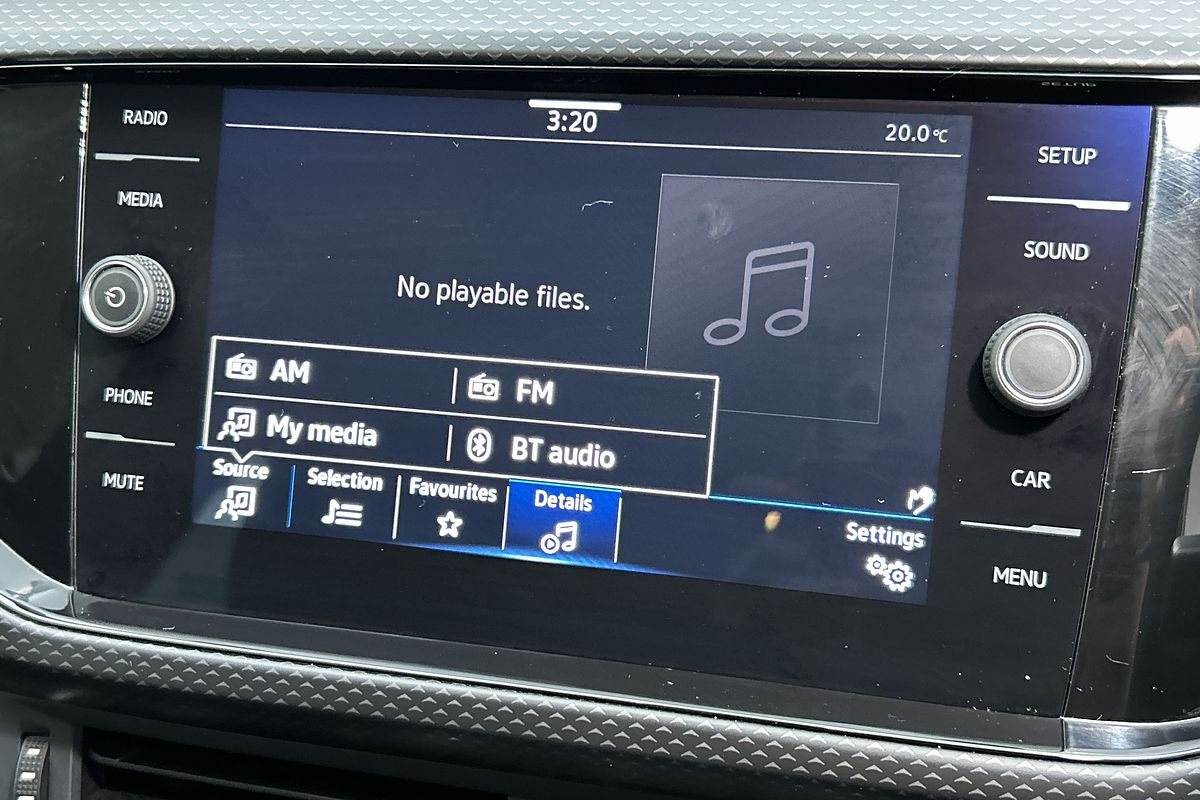 RADIO
MEDIA
PHONE
MUTE
3:20
20.0°C
No playable files.
AM
FM
My media
BT audio
Source
Selection
Favourites
Details
Settings
SETUP
SOUND
CAR
MENU